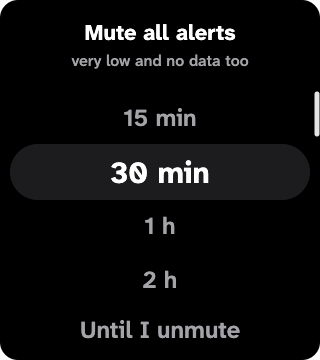 Mute all alerts
very low and no data too
15 min
30 min
1 h
2 h
Until I unmute